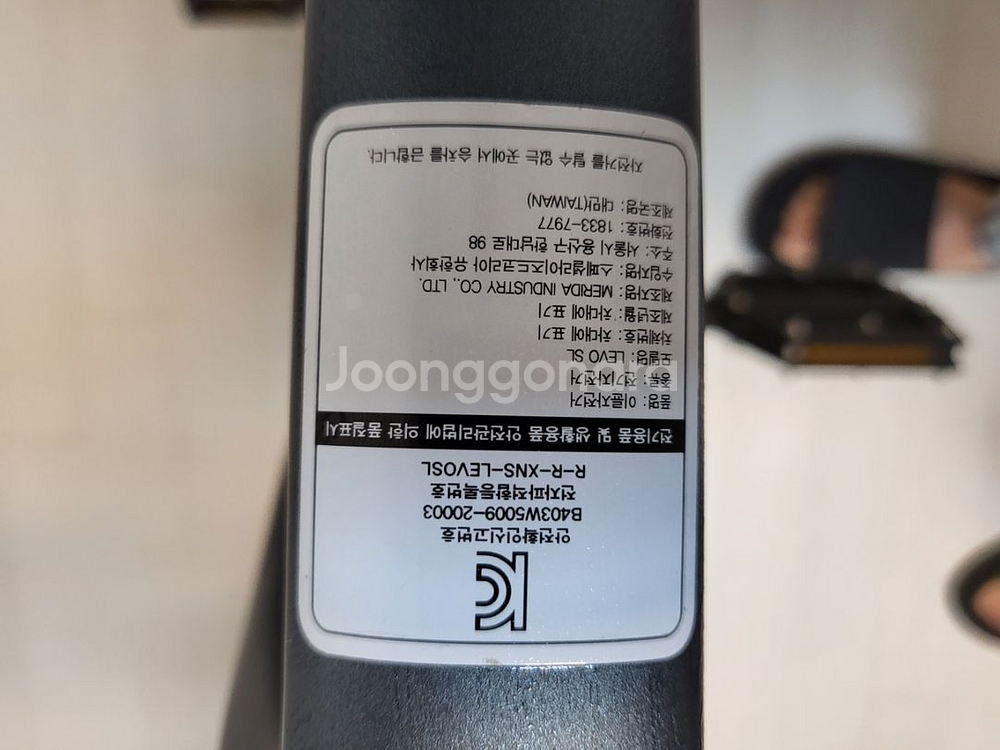 KC
안전확인신고번호
B403W5009-20003
전자파적합등록번호
R-R-XNS-LEVOSL
전기용품 및 생활용품 안전관리법에 의한 품질표시
품명: 이륜자전거
종류: 전기자전거
모델명: LEVO SL
차체번호: 차대에 표기
제조년월: 차대에 표기
제조자명: MERIDA INDUSTRY CO., LTD.
수입자명: 스페셜라이즈드코리아 유한회사
주소: 서울시 용산구 한남대로 98
전화번호: 1833-7977
제조국명: 대만(TAIWAN)
자전거를 탈수 없는 곳에서 승차를 금합니다.
Joonggonara